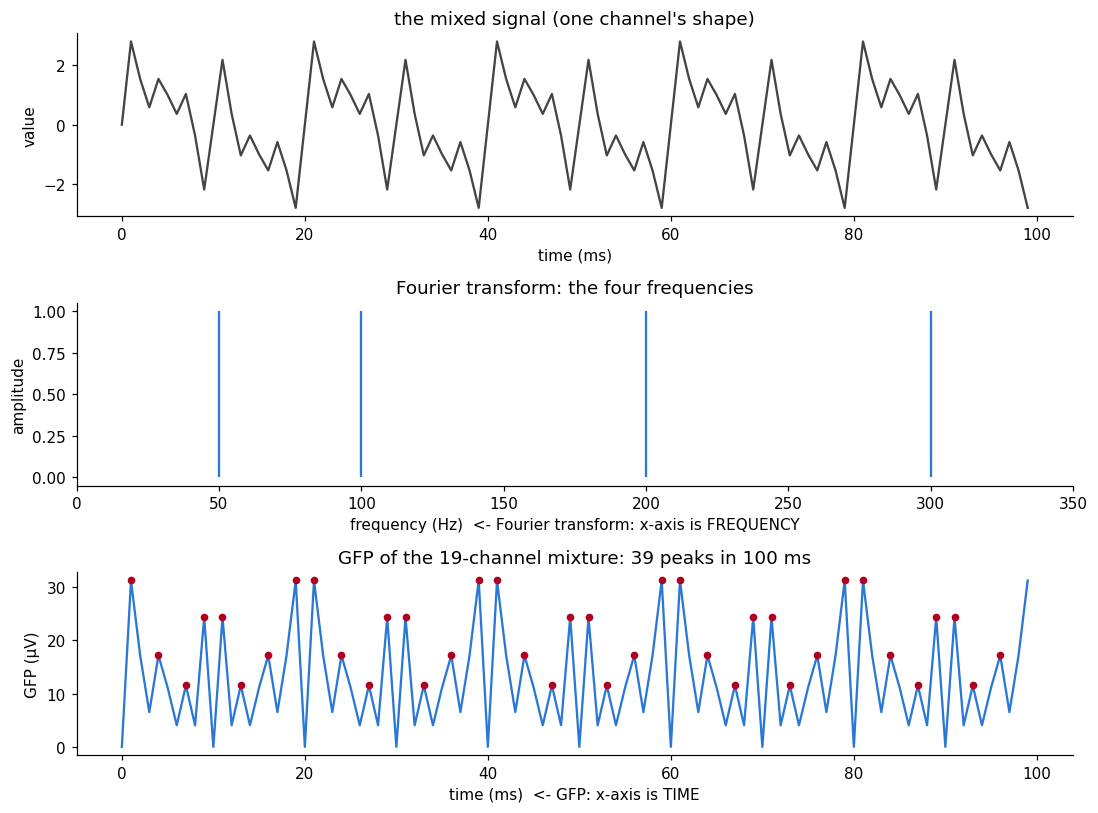 the mixed signal (one channel's shape)
2
0
−2
value
0 20 40 60 80 100
time (ms)
Fourier transform: the four frequencies
1.00
0.75
0.50
0.25
0.00
amplitude
0 50 100 150 200 250 300 350
frequency (Hz)  <- Fourier transform: x-axis is FREQUENCY
GFP of the 19-channel mixture: 39 peaks in 100 ms
30
20
10
0
GFP (µV)
0 20 40 60 80 100
time (ms)  <- GFP: x-axis is TIME